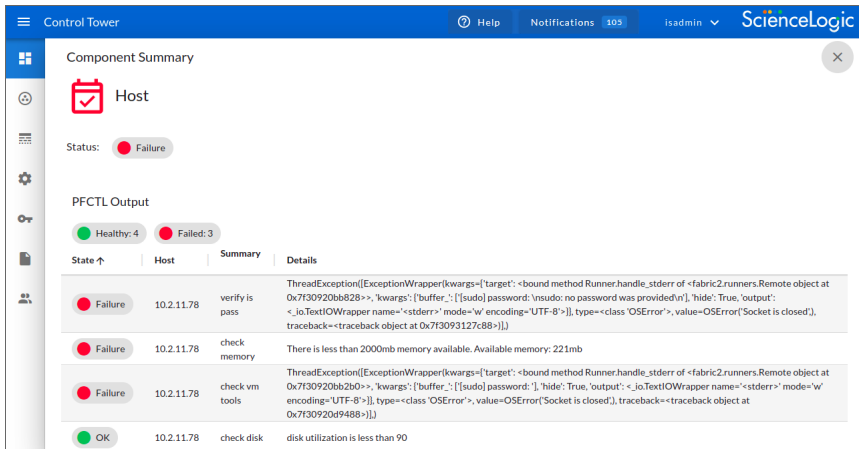 Control Tower
Help
Notifications 105
isadmin
ScienceLogic
Component Summary
Host
Status: Failure
PFCTL Output
Healthy: 4 Failed: 3
State Host Summary Details
Failure 10.2.11.78 verify is pass
ThreadException([ExceptionWrapper(kwargs={'target': <bound method Runner.handle_stderr of <fabric2.runners.Remote object at
0x7f30920bb828>>, 'kwargs': {'buffer_': ['[sudo] password: \nsudo: no password was provided\n'], 'hide': True, 'output':
<_io.TextIOWrapper name='<stderr>' mode='w' encoding='UTF-8'>}}, type=<class 'OSError'>, value=OSError('Socket is closed',),
traceback=<traceback object at 0x7f3093127c88>)],)
Failure 10.2.11.78 check memory
There is less than 2000mb memory available. Available memory: 221mb
Failure 10.2.11.78 check vm tools
ThreadException([ExceptionWrapper(kwargs={'target': <bound method Runner.handle_stderr of <fabric2.runners.Remote object at
0x7f30920bb2b0>>, 'kwargs': {'buffer_': ['[sudo] password: '], 'hide': True, 'output': <_io.TextIOWrapper name='<stderr>' mode='w'
encoding='UTF-8'>}}, type=<class 'OSError'>, value=OSError('Socket is closed',), traceback=<traceback object at
0x7f30920d9488>)],)
OK 10.2.11.78 check disk disk utilization is less than 90